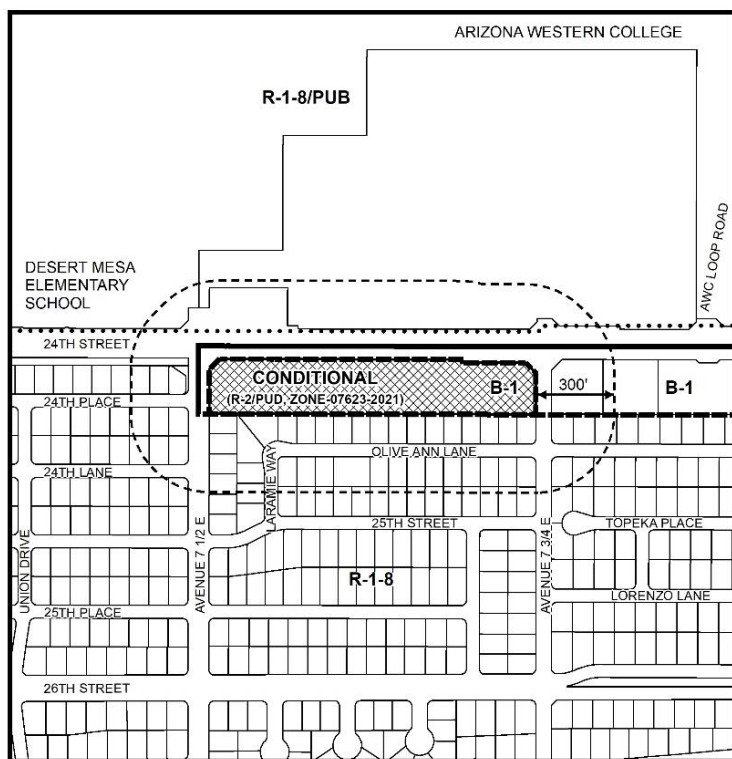 ARIZONA WESTERN COLLEGE
R-1-8/PUB
AWC LOOP ROAD
DESERT MESA
ELEMENTARY
SCHOOL
24TH STREET
CONDITIONAL
(R-2/PUD, ZONE-07623-2021)
B-1
300'
B-1
24TH PLACE
OLIVE ANN LANE
24TH LANE
LARAMIE WAY
25TH STREET
TOPEKA PLACE
UNION DRIVE
AVENUE 7 1/2 E
R-1-8
AVENUE 7 3/4 E
LORENZO LANE
25TH PLACE
26TH STREET